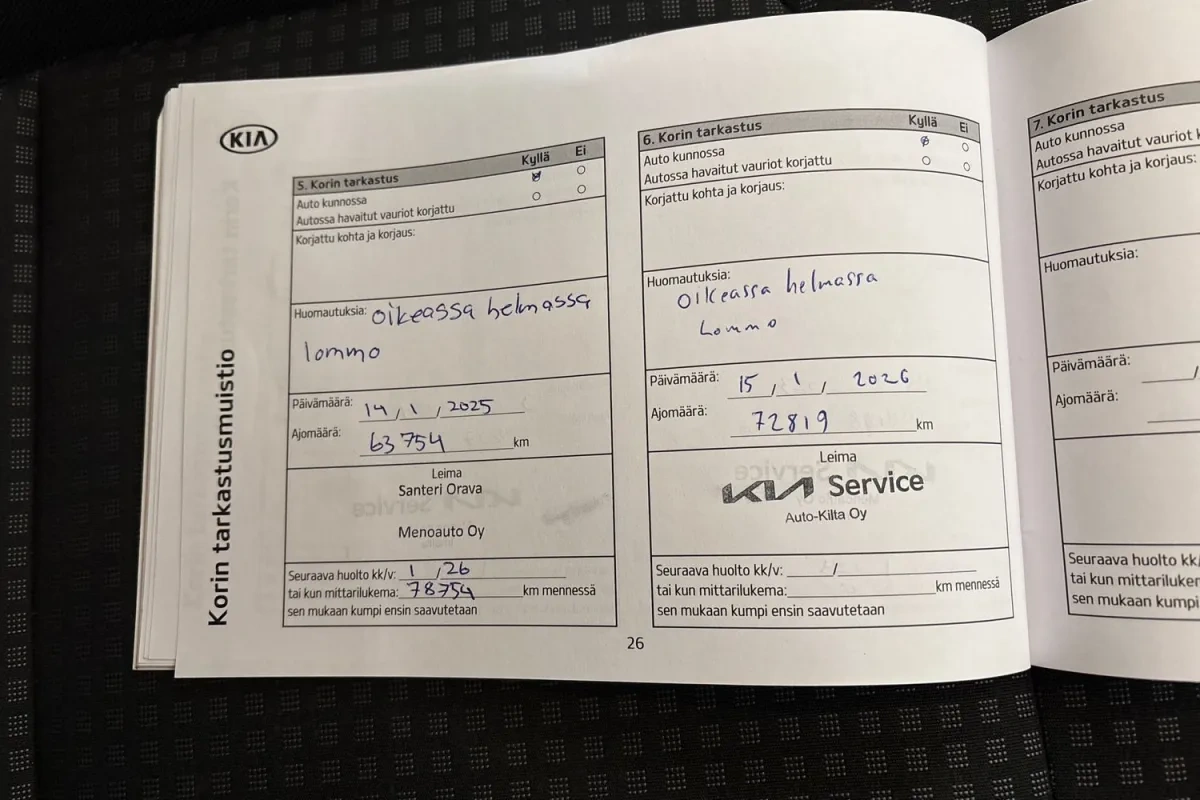 KIA
Korin tarkastusmuistio
5. Korin tarkastus Kyllä Ei
Auto kunnossa
Autossa havaitut vauriot korjattu
Korjattu kohta ja korjaus:
Huomautuksia: oikeassa helmassa
lommo
Päivämäärä: 14 / 1 / 2025
Ajomäärä: 63754 km
Leima
Santeri Orava
Menoauto Oy
Seuraava huolto kk/v: 1 / 26
tai kun mittarilukema: 78754 km mennessä
sen mukaan kumpi ensin saavutetaan
6. Korin tarkastus Kyllä Ei
Auto kunnossa
Autossa havaitut vauriot korjattu
Korjattu kohta ja korjaus:
Huomautuksia:
oikeassa helmassa
Lommo
Päivämäärä: 15 / 1 / 2026
Ajomäärä: 72819 km
Leima
KIA Service
Auto-Kilta Oy
Seuraava huolto kk/v: /
tai kun mittarilukema: km mennessä
sen mukaan kumpi ensin saavutetaan
26
7. Korin tarkastus
Auto kunnossa
Autossa havaitut vauriot
Korjattu kohta ja korjaus:
Huomautuksia:
Päivämäärä: /
Ajomäärä:
Seuraava huolto kk/
tai kun
sen mukaan kumpi